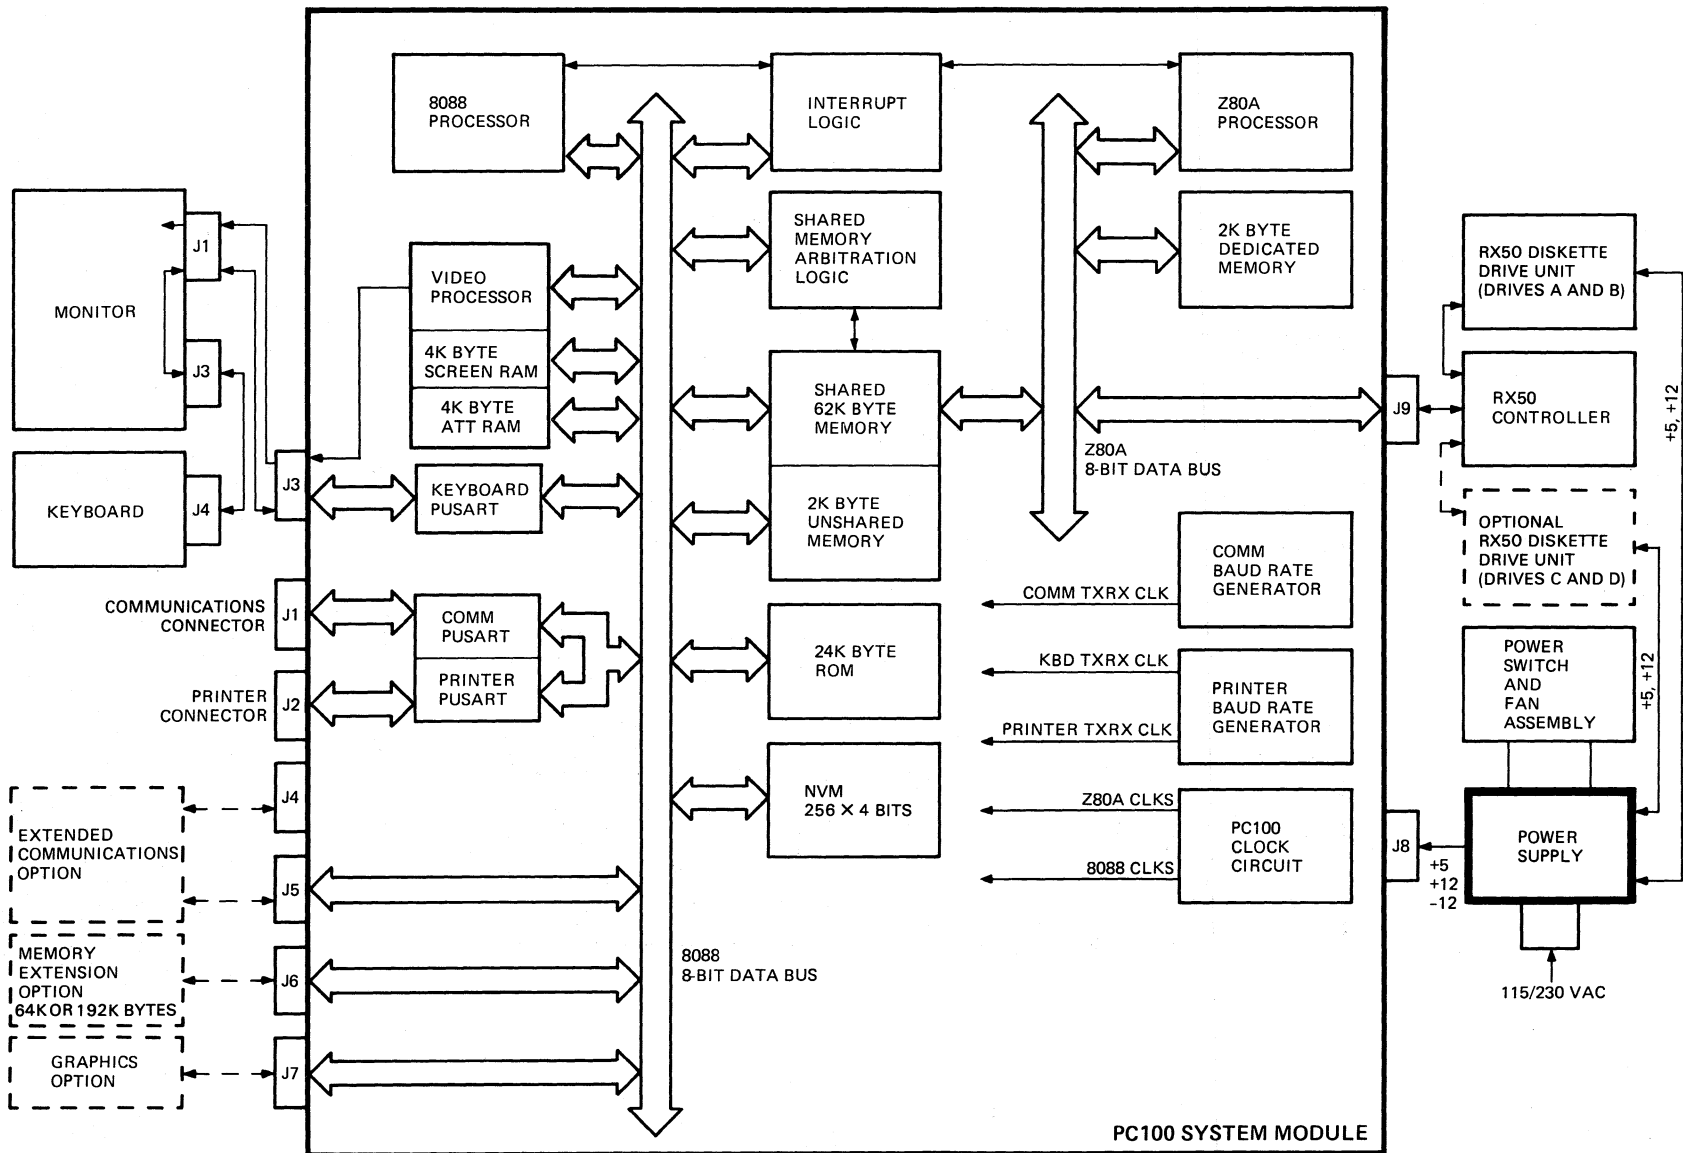 8088
PROCESSOR
INTERRUPT
LOGIC
Z80A
PROCESSOR
MONITOR
J1
J3
KEYBOARD
J4
VIDEO
PROCESSOR
4K BYTE
SCREEN RAM
4K BYTE
ATT RAM
SHARED
MEMORY
ARBITRATION
LOGIC
2K BYTE
DEDICATED
MEMORY
SHARED
62K BYTE
MEMORY
2K BYTE
UNSHARED
MEMORY
Z80A
8-BIT DATA BUS
J9
RX50 DISKETTE
DRIVE UNIT
(DRIVES A AND B)
RX50
CONTROLLER
+5, +12
OPTIONAL
RX50 DISKETTE
DRIVE UNIT
(DRIVES C AND D)
+5, +12
J3
KEYBOARD
PUSART
COMMUNICATIONS
CONNECTOR
J1
COMM
PUSART
PRINTER
CONNECTOR
J2
PRINTER
PUSART
24K BYTE
ROM
NVM
256 X 4 BITS
COMM TXRX CLK
COMM
BAUD RATE
GENERATOR
KBD TXRX CLK
PRINTER TXRX CLK
PRINTER
BAUD RATE
GENERATOR
Z80A CLKS
8088 CLKS
PC100
CLOCK
CIRCUIT
POWER
SWITCH
AND
FAN
ASSEMBLY
J8
+5
+12
-12
POWER
SUPPLY
115/230 VAC
EXTENDED
COMMUNICATIONS
OPTION
J4
J5
MEMORY
EXTENSION
OPTION
64K OR 192K BYTES
J6
GRAPHICS
OPTION
J7
8088
8-BIT DATA BUS
PC100 SYSTEM MODULE